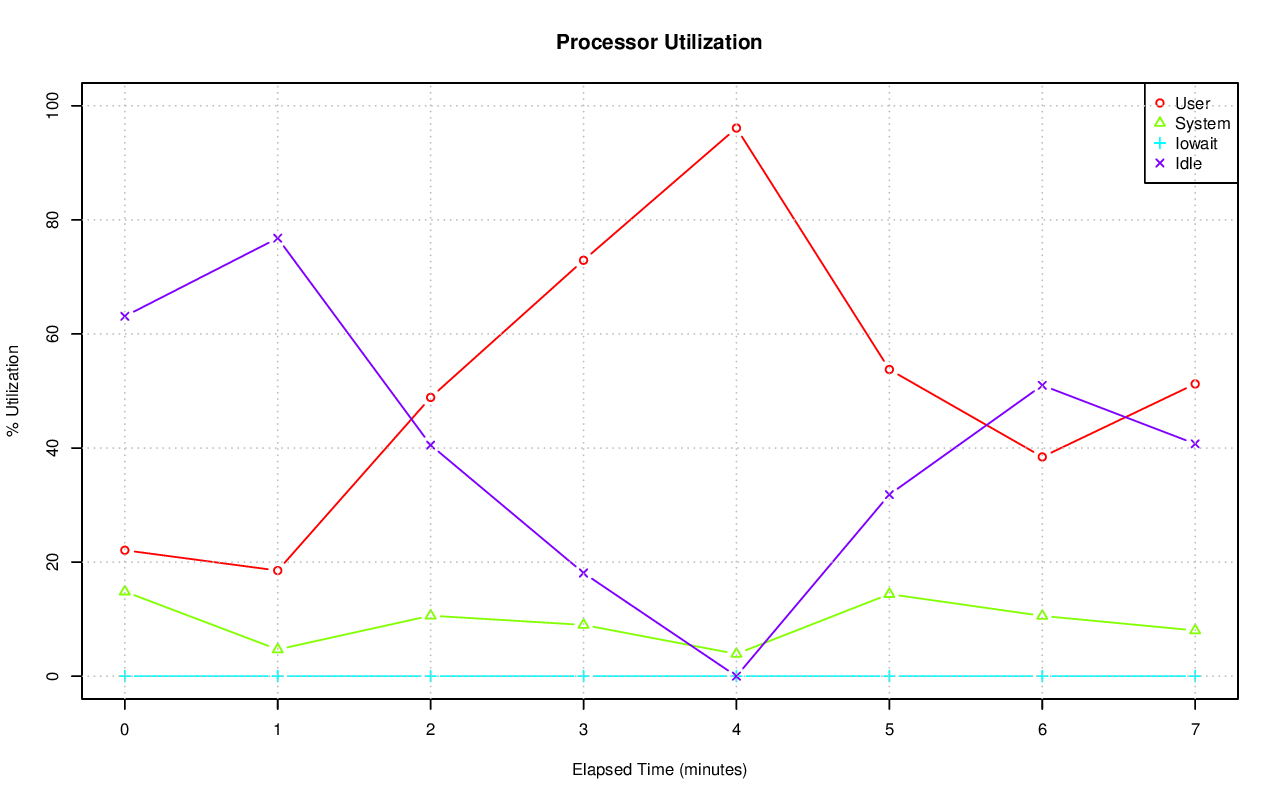 Processor Utilization
100
80
60
40
20
0
% Utilization
User
System
Iowait
Idle
0 1 2 3 4 5 6 7
Elapsed Time (minutes)